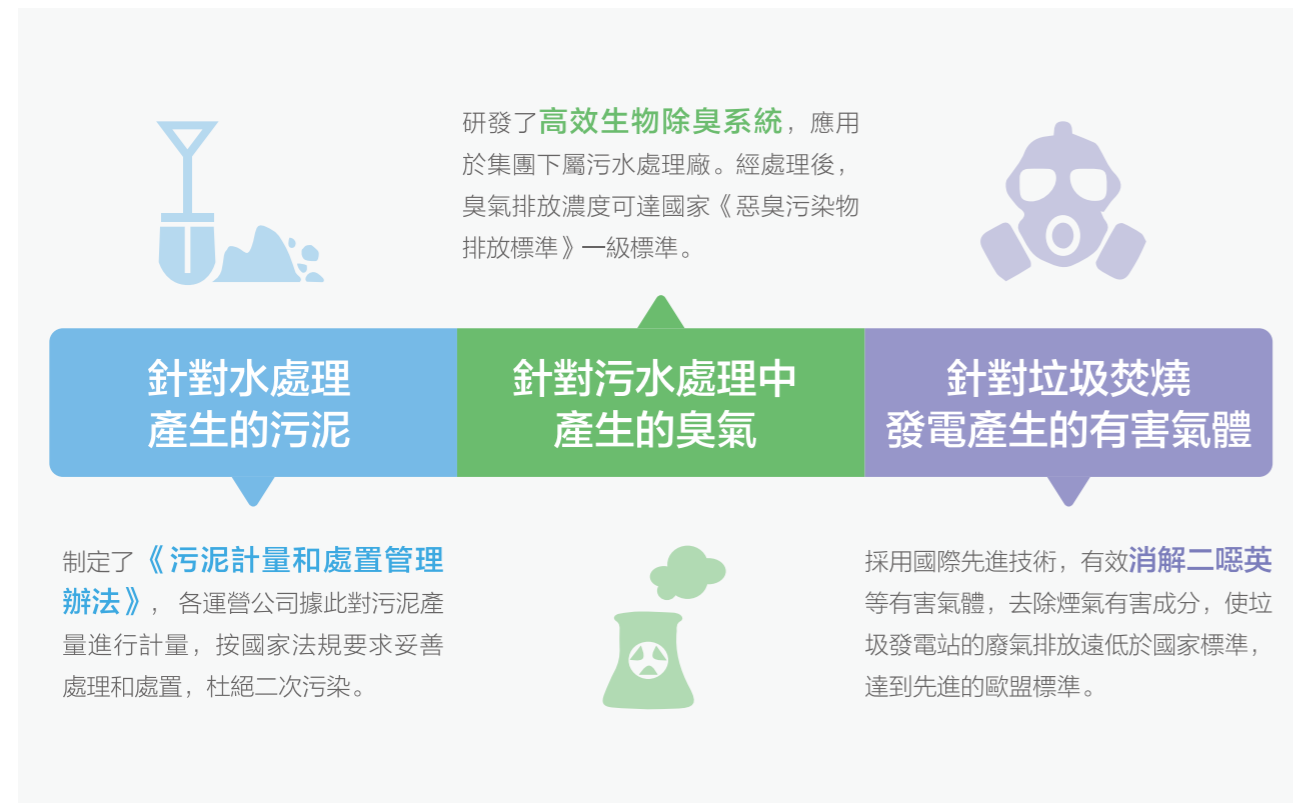 研發了高效生物除臭系統，應用
於集團下屬污水處理廠。經處理後，
臭氣排放濃度可達國家《惡臭污染物
排放標準》一級標準。
針對水處理
產生的污泥
針對污水處理中
產生的臭氣
針對垃圾焚燒
發電產生的有害氣體
制定了《污泥計量和處置管理
辦法》，各運營公司據此對污泥產
量進行計量，按國家法規要求妥善
處理和處置，杜絕二次污染。
採用國際先進技術，有效消解二噁英
等有害氣體，去除煙氣有害成分，使垃
圾發電站的廢氣排放遠低於國家標準，
達到先進的歐盟標準。